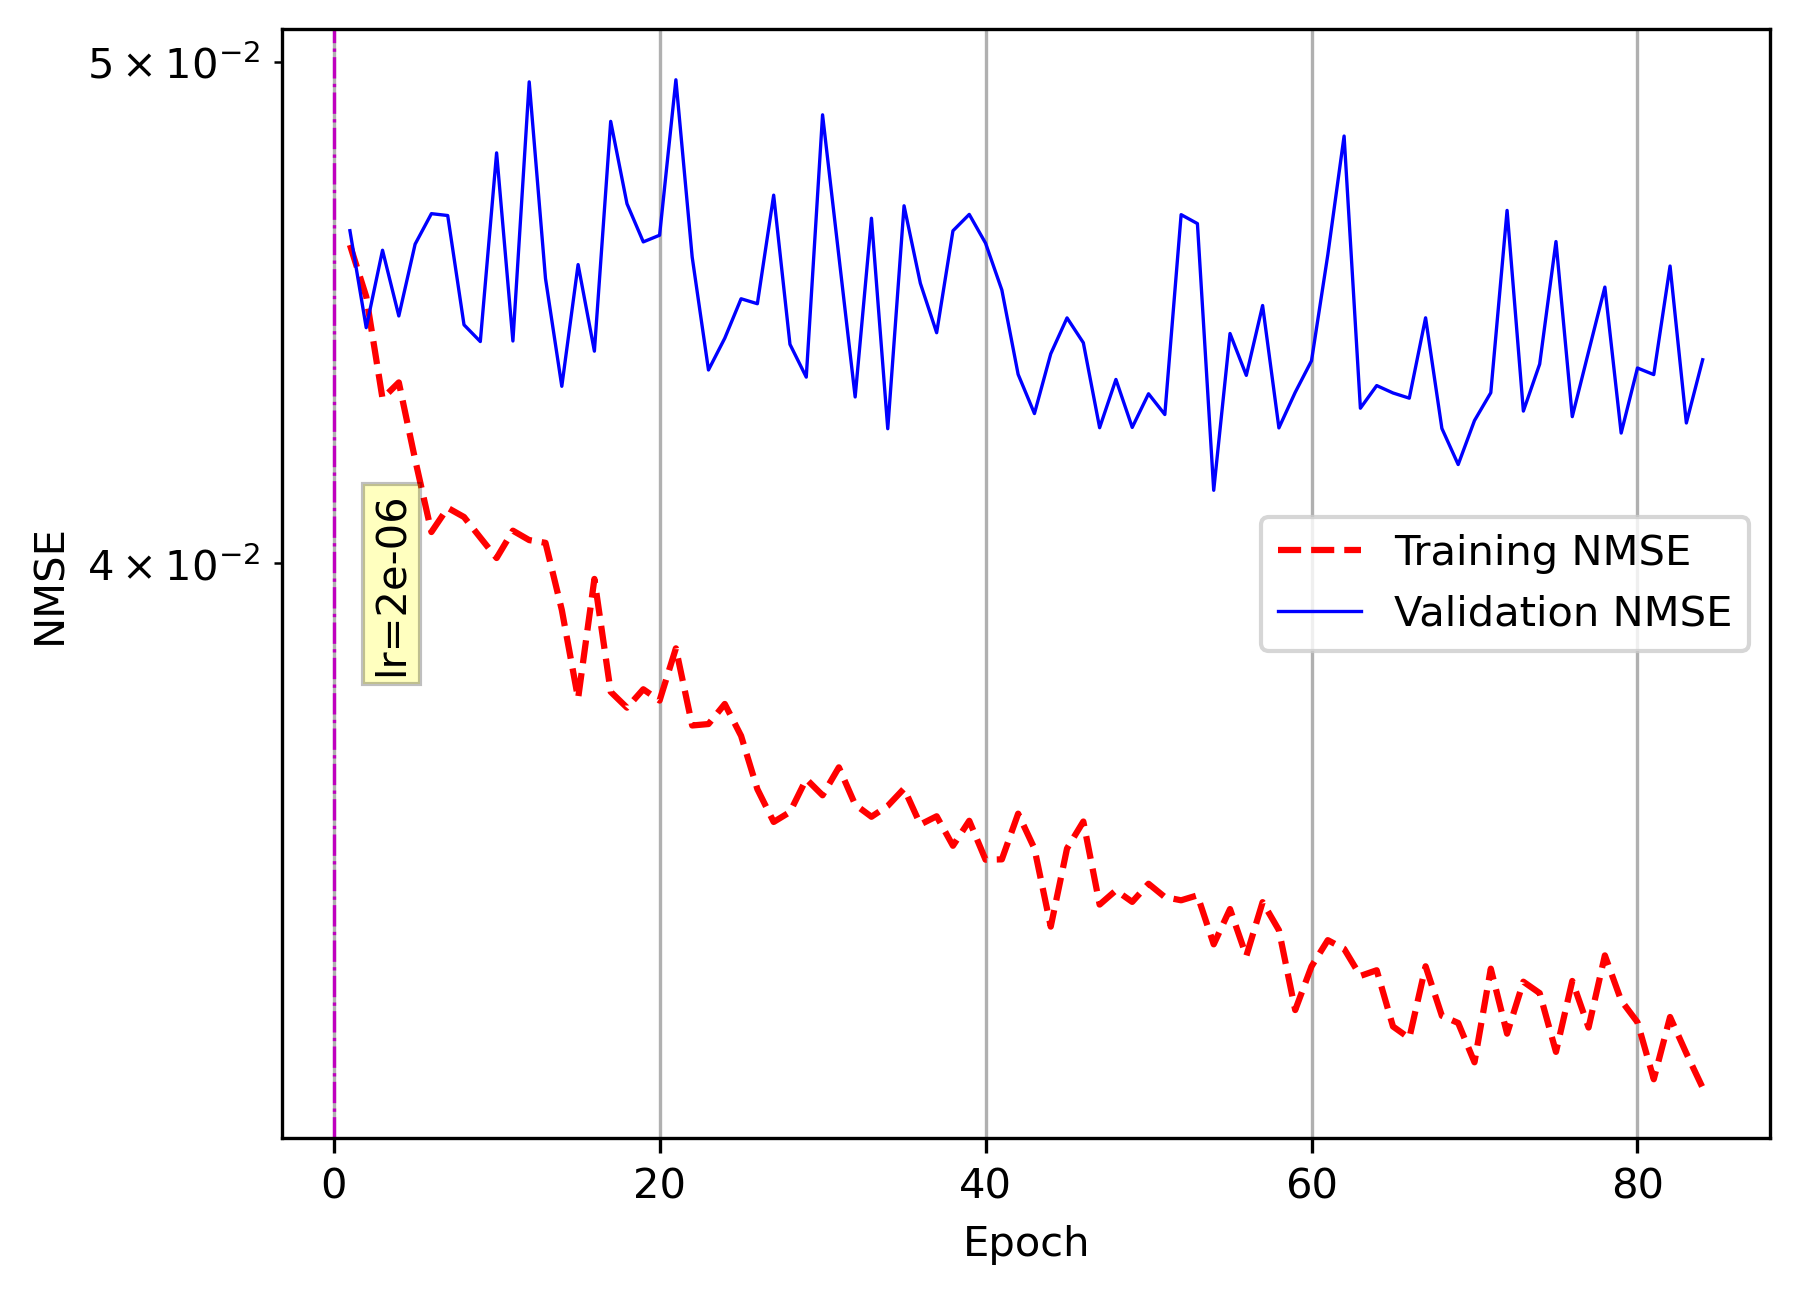 5×10⁻²
4×10⁻²
NMSE
lr=2e-06
Training NMSE
Validation NMSE
0 20 40 60 80
Epoch